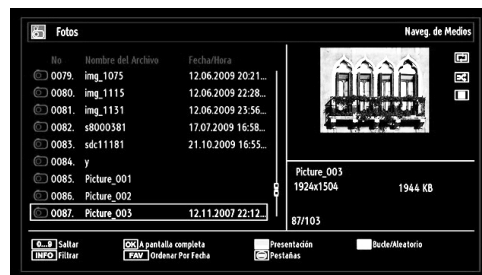 Fotos
Naveg. de Medios
No Nombre del Archivo Fecha/Hora
0079. img_1075 12.06.2009 20:21...
0080. img_1115 12.06.2009 22:28...
0081. img_1131 12.06.2009 23:56...
0082. s8000381 17.07.2009 16:58...
0083. sdc11181 21.10.2009 16:55...
0084. y
0085. Picture_001
0086. Picture_002
0087. Picture_003 12.11.2007 22:12...
Picture_003
1924x1504 1944 KB
87/103
0...9 Saltar OK A pantalla completa Presentación Bucle/Aleatorio
INFO Filtrar FAV Ordenar Por Fecha Pestañas